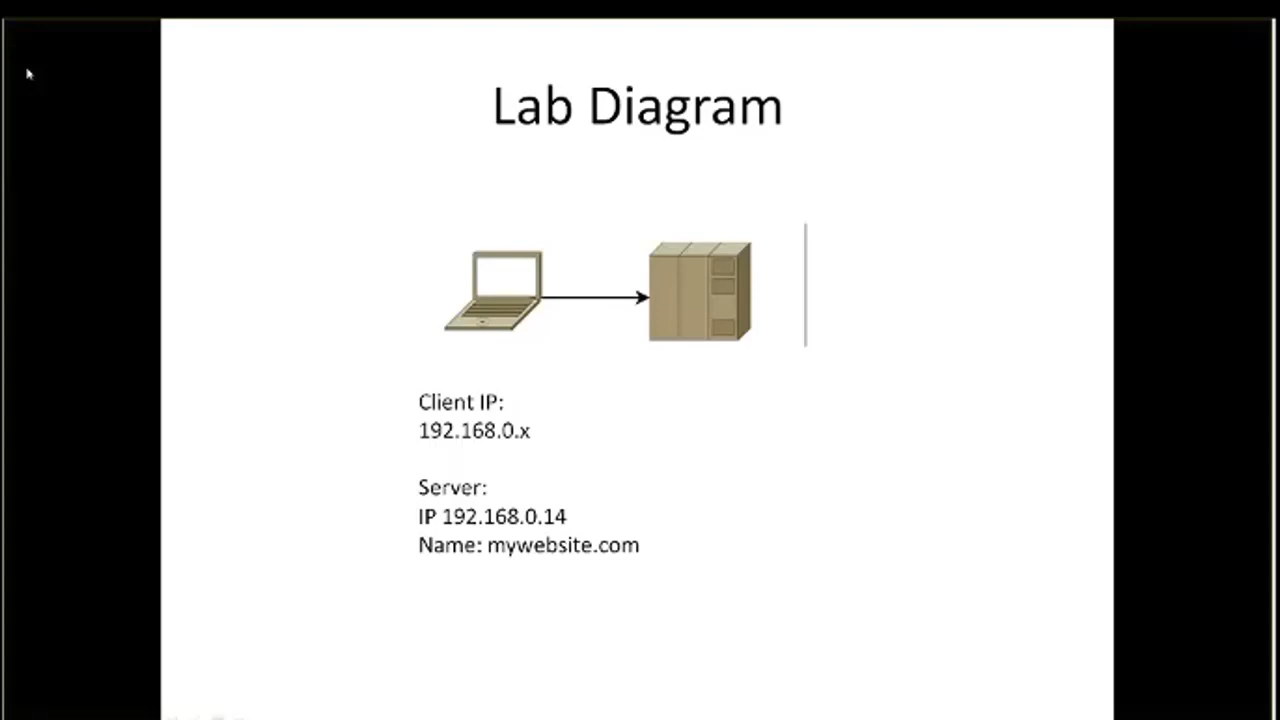 Lab Diagram
Client IP:
192.168.0.x
Server:
IP 192.168.0.14
Name: mywebsite.com